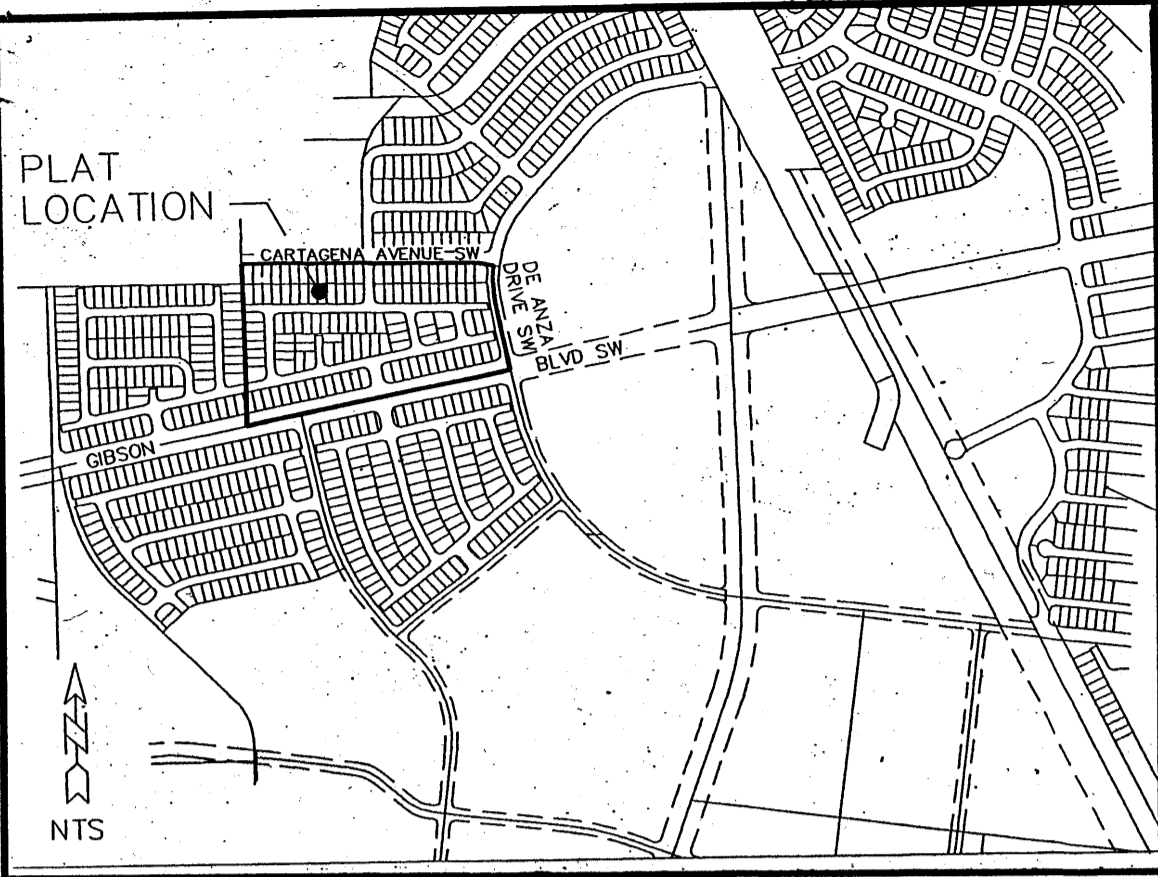 PLAT
LOCATION
CARTAGENA AVENUE SW
DE ANZA
DRIVE SW
BLVD SW
GIBSON
N
NTS